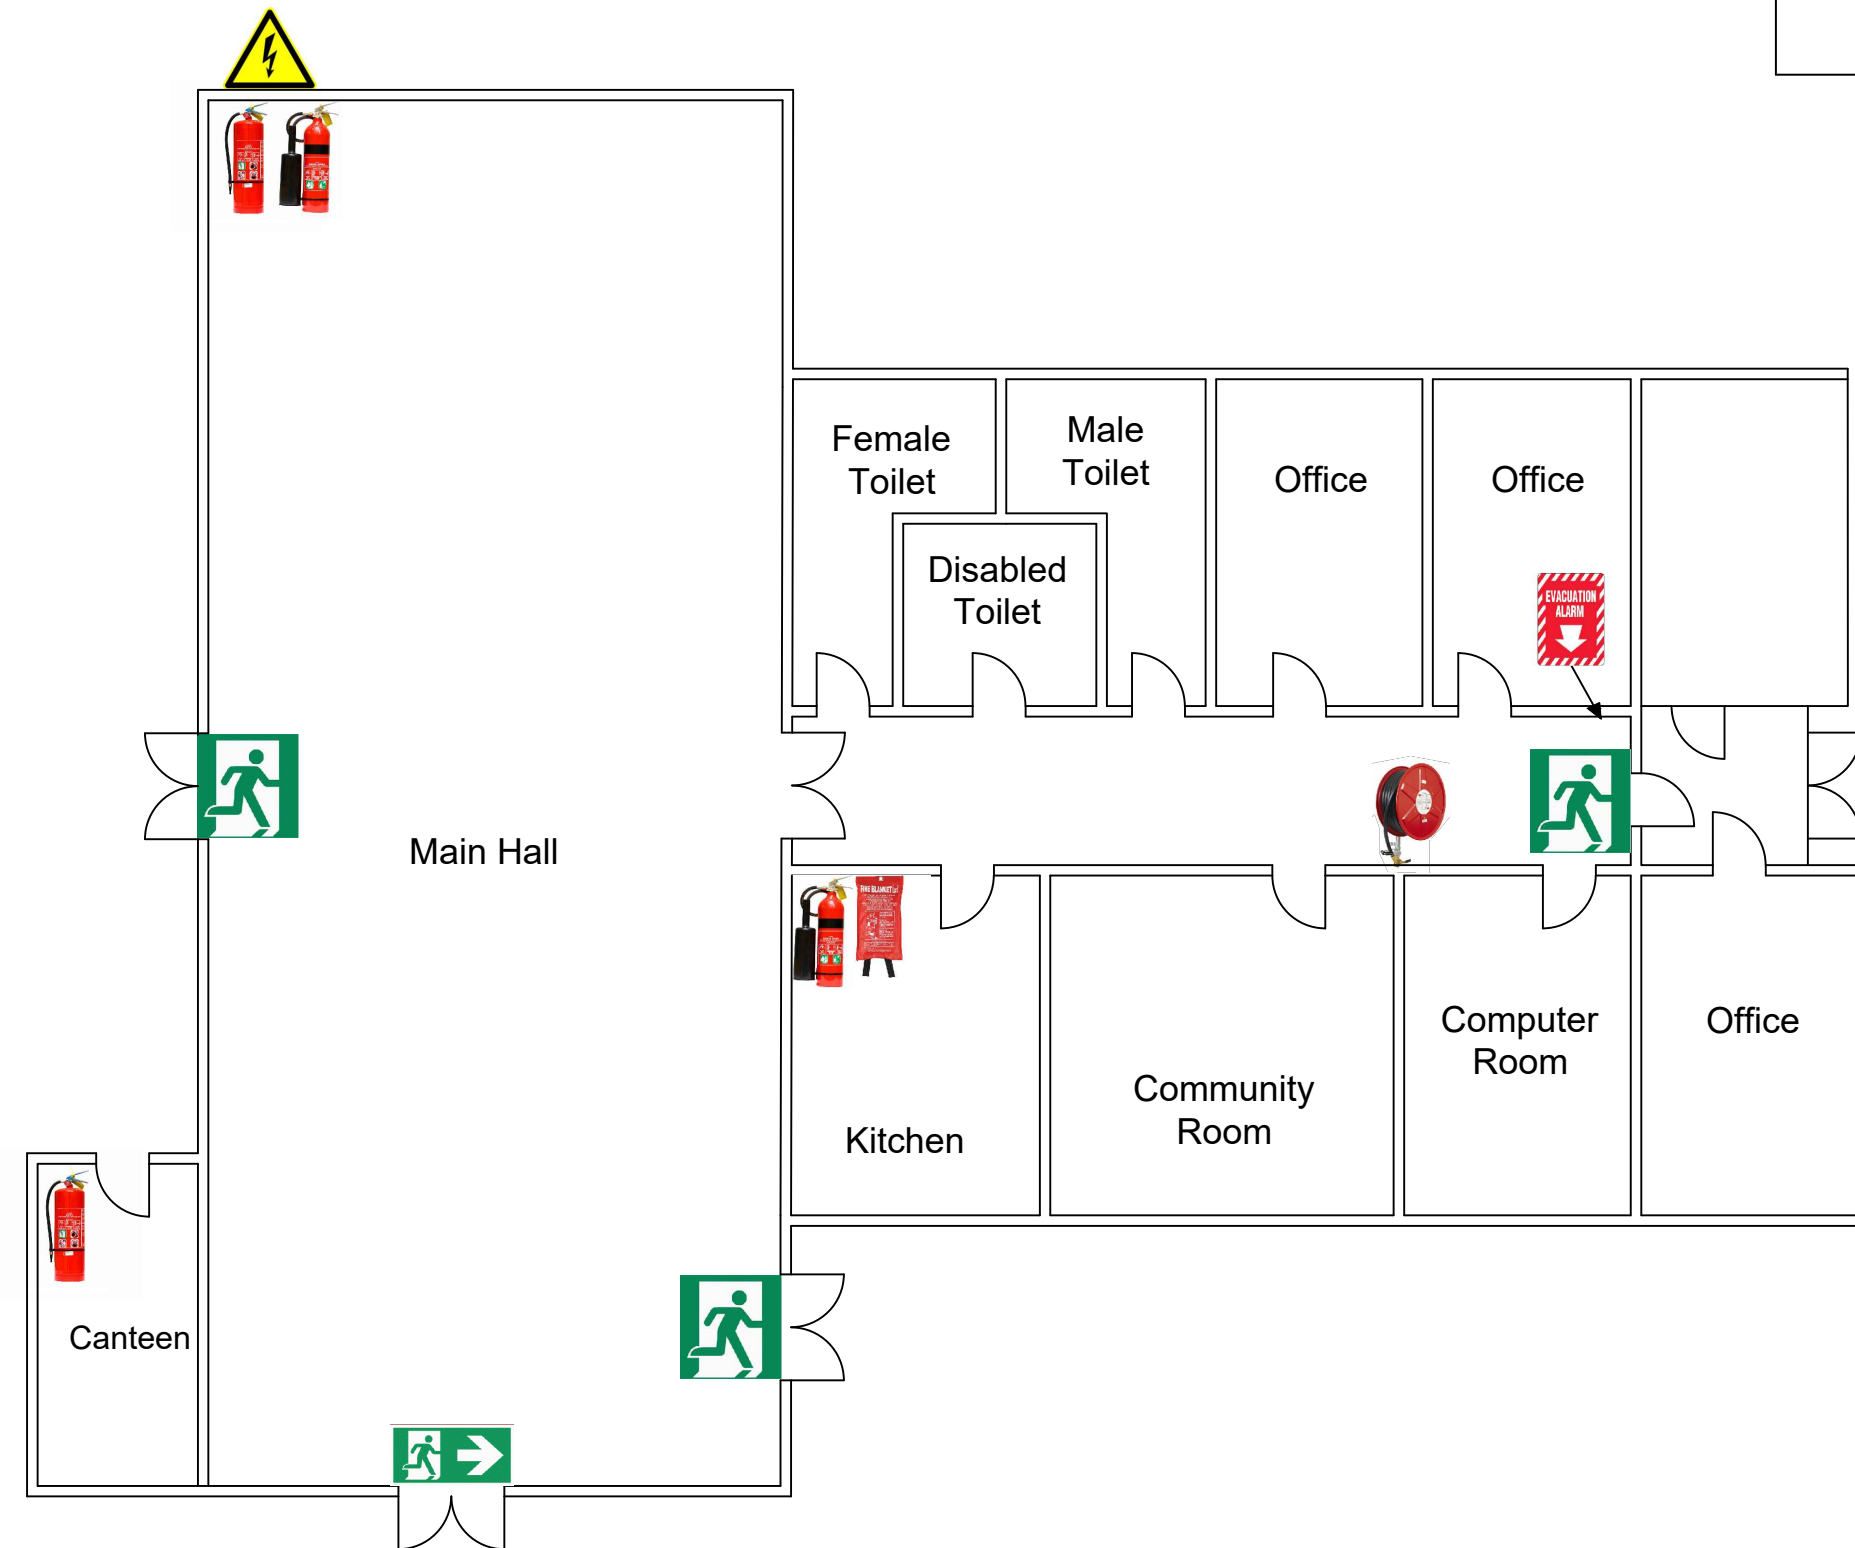 Female
Toilet
Male
Toilet
Office
Office
Disabled
Toilet
EVACUATION
ALARM
Main Hall
FIRE BLANKET
Computer
Room
Office
Community
Room
Kitchen
Canteen